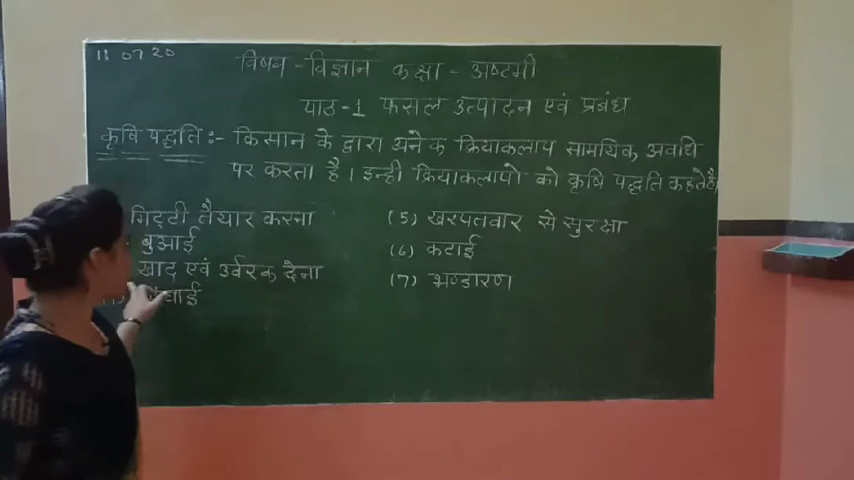 11 07 20
विषय - विज्ञान कक्षा - अष्टमी
पाठ -1 फसल उत्पादन एवं प्रबंध
कृषि पद्धति :- किसान के द्वारा अनेक क्रियाकलाप सामयिक अवधि
पर करता है। इन्ही क्रियाकलापो को कृषि पद्धति कहते है।
मिट्टी तैयार करना
बुआई
खाद एवं उर्वरक देना
(5) खरपतवार से सुरक्षा
(6) कटाई
(7) भण्डारण